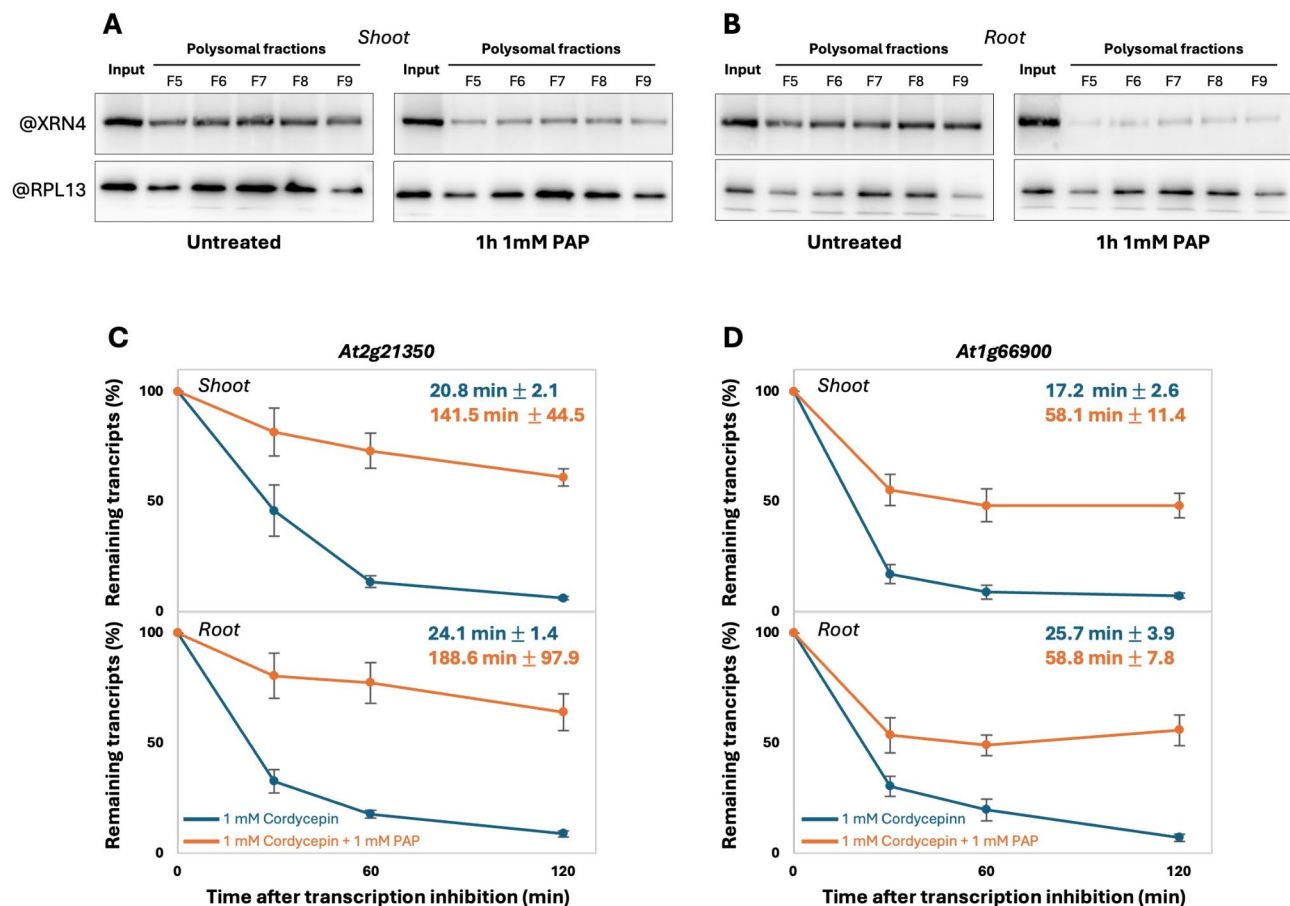 A
Shoot
Polysomal fractions
Polysomal fractions
Input
F5 F6 F7 F8 F9
Input
F5 F6 F7 F8 F9
@XRN4
@RPL13
Untreated
1h 1mM PAP
B
Root
Polysomal fractions
Polysomal fractions
Input
F5 F6 F7 F8 F9
Input
F5 F6 F7 F8 F9
Untreated
1h 1mM PAP
C
At2g21350
Remaining trancripts (%)
100
50
0
Shoot
20.8 min ± 2.1
141.5 min ± 44.5
Remaining trancripts (%)
100
50
0
Root
24.1 min ± 1.4
188.6 min ± 97.9
1 mM Cordycepin
1 mM Cordycepin + 1 mM PAP
0 60 120
Time after transcription inhibition (min)
D
At1g66900
Remaining trancripts (%)
100
50
0
Shoot
17.2 min ± 2.6
58.1 min ± 11.4
Remaining trancripts (%)
100
50
0
Root
25.7 min ± 3.9
58.8 min ± 7.8
1 mM Cordycepinn
1 mM Cordycepin + 1 mM PAP
0 60 120
Time after transcription inhibition (min)